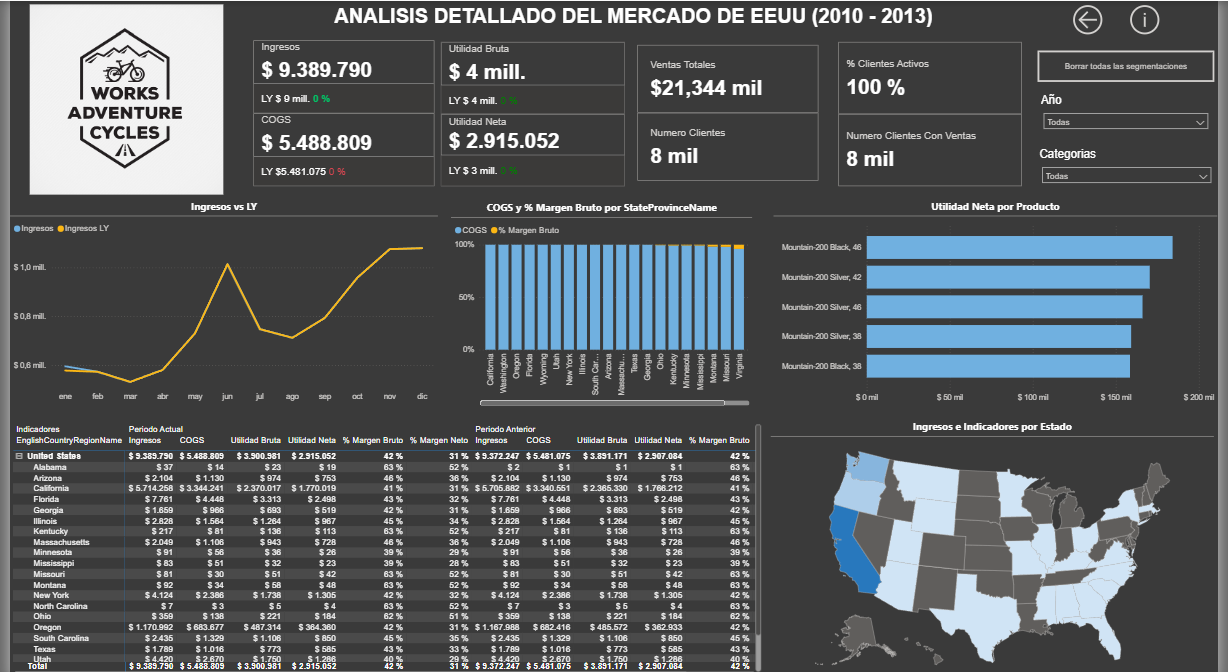 ANALISIS DETALLADO DEL MERCADO DE EEUU (2010 - 2013)
WORKS
ADVENTURE
CYCLES
Ingresos
$ 9.389.790
LY $ 9 mill. 0 %
COGS
$ 5.488.809
LY $5.481.075 0 %
Utilidad Bruta
$ 4 mill.
LY $ 4 mill. 0 %
Utilidad Neta
$ 2.915.052
LY $ 3 mill. 0 %
Ventas Totales
$21,344 mil
Numero Clientes
8 mil
% Clientes Activos
100 %
Numero Clientes Con Ventas
8 mil
Borrar todas las segmentaciones
Año
Todas
Categorias
Todas
Ingresos vs LY
Ingresos Ingresos LY
$ 1,0 mill.
$ 0,8 mill.
$ 0,6 mill.
ene feb mar abr may jun jul ago sep oct nov dic
COGS y % Margen Bruto por StateProvinceName
COGS % Margen Bruto
100%
50%
0%
California Washington Oregon Florida Wyoming Utah New York Illinois South Car... Arizona Massachu... Texas Georgia Ohio Kentucky Minnesota Mississippi Montana Missouri Virginia
Utilidad Neta por Producto
Mountain-200 Black, 46
Mountain-200 Silver, 42
Mountain-200 Silver, 46
Mountain-200 Silver, 38
Mountain-200 Black, 38
$ 0 mil $ 50 mil $ 100 mil $ 150 mil $ 200 mil
Indicadores Periodo Actual Periodo Anterior
EnglishCountryRegionName Ingresos COGS Utilidad Bruta Utilidad Neta % Margen Bruto % Margen Neto Ingresos COGS Utilidad Bruta Utilidad Neta % Margen Bruto
United States $ 9.389.790 $ 5.488.809 $ 3.900.981 $ 2.915.052 42 % 31 % $ 9.372.247 $ 5.481.075 $ 3.891.171 $ 2.907.084 42 %
Alabama $ 37 $ 14 $ 23 $ 19 63 % 52 % $ 2 $ 1 $ 1 $ 1 63 %
Arizona $ 2.104 $ 1.130 $ 974 $ 753 46 % 36 % $ 2.104 $ 1.130 $ 974 $ 753 46 %
California $ 5.714.258 $ 3.344.241 $ 2.370.017 $ 1.770.019 41 % 31 % $ 5.705.882 $ 3.340.551 $ 2.365.330 $ 1.766.212 41 %
Florida $ 7.761 $ 4.448 $ 3.313 $ 2.498 43 % 32 % $ 7.761 $ 4.448 $ 3.313 $ 2.498 43 %
Georgia $ 1.659 $ 966 $ 693 $ 519 42 % 31 % $ 1.659 $ 966 $ 693 $ 519 42 %
Illinois $ 2.828 $ 1.564 $ 1.264 $ 967 45 % 34 % $ 2.828 $ 1.564 $ 1.264 $ 967 45 %
Kentucky $ 217 $ 81 $ 136 $ 113 63 % 52 % $ 217 $ 81 $ 136 $ 113 63 %
Massachusetts $ 2.049 $ 1.106 $ 943 $ 728 46 % 36 % $ 2.049 $ 1.106 $ 943 $ 728 46 %
Minnesota $ 91 $ 56 $ 36 $ 26 39 % 29 % $ 91 $ 56 $ 36 $ 26 39 %
Mississippi $ 83 $ 51 $ 32 $ 23 39 % 28 % $ 83 $ 51 $ 32 $ 23 39 %
Missouri $ 81 $ 30 $ 51 $ 42 63 % 52 % $ 81 $ 30 $ 51 $ 42 63 %
Montana $ 92 $ 34 $ 58 $ 48 63 % 52 % $ 92 $ 34 $ 58 $ 48 63 %
New York $ 4.124 $ 2.386 $ 1.738 $ 1.305 42 % 32 % $ 4.124 $ 2.386 $ 1.738 $ 1.305 42 %
North Carolina $ 7 $ 3 $ 5 $ 4 63 % 52 % $ 7 $ 3 $ 5 $ 4 63 %
Ohio $ 359 $ 138 $ 221 $ 184 62 % 51 % $ 359 $ 138 $ 221 $ 184 62 %
Oregon $ 1.170.992 $ 683.677 $ 487.314 $ 364.360 42 % 31 % $ 1.167.988 $ 682.416 $ 485.572 $ 362.933 42 %
South Carolina $ 2.435 $ 1.329 $ 1.106 $ 850 45 % 35 % $ 2.435 $ 1.329 $ 1.106 $ 850 45 %
Texas $ 1.789 $ 1.016 $ 773 $ 585 43 % 33 % $ 1.789 $ 1.016 $ 773 $ 585 43 %
Utah $ 4.420 $ 2.670 $ 1.750 $ 1.286 40 % 29 % $ 4.420 $ 2.670 $ 1.750 $ 1.286 40 %
Total $ 9.389.790 $ 5.488.809 $ 3.900.981 $ 2.915.052 42 % 31 % $ 9.372.247 $ 5.481.075 $ 3.891.171 $ 2.907.084 42 %
Ingresos e Indicadores por Estado